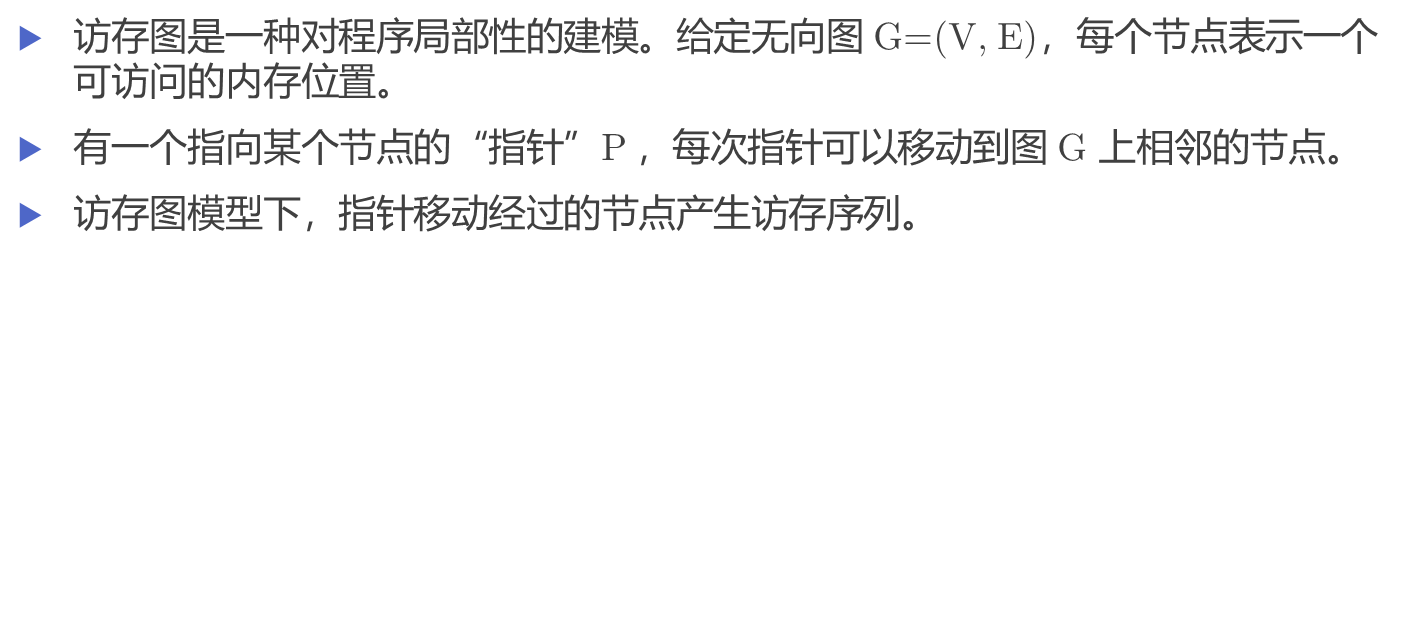 访存图是一种对程序局部性的建模。给定无向图 G=(V, E)，每个节点表示一个
可访问的内存位置。
有一个指向某个节点的“指针”P ，每次指针可以移动到图 G 上相邻的节点。
访存图模型下，指针移动经过的节点产生访存序列。